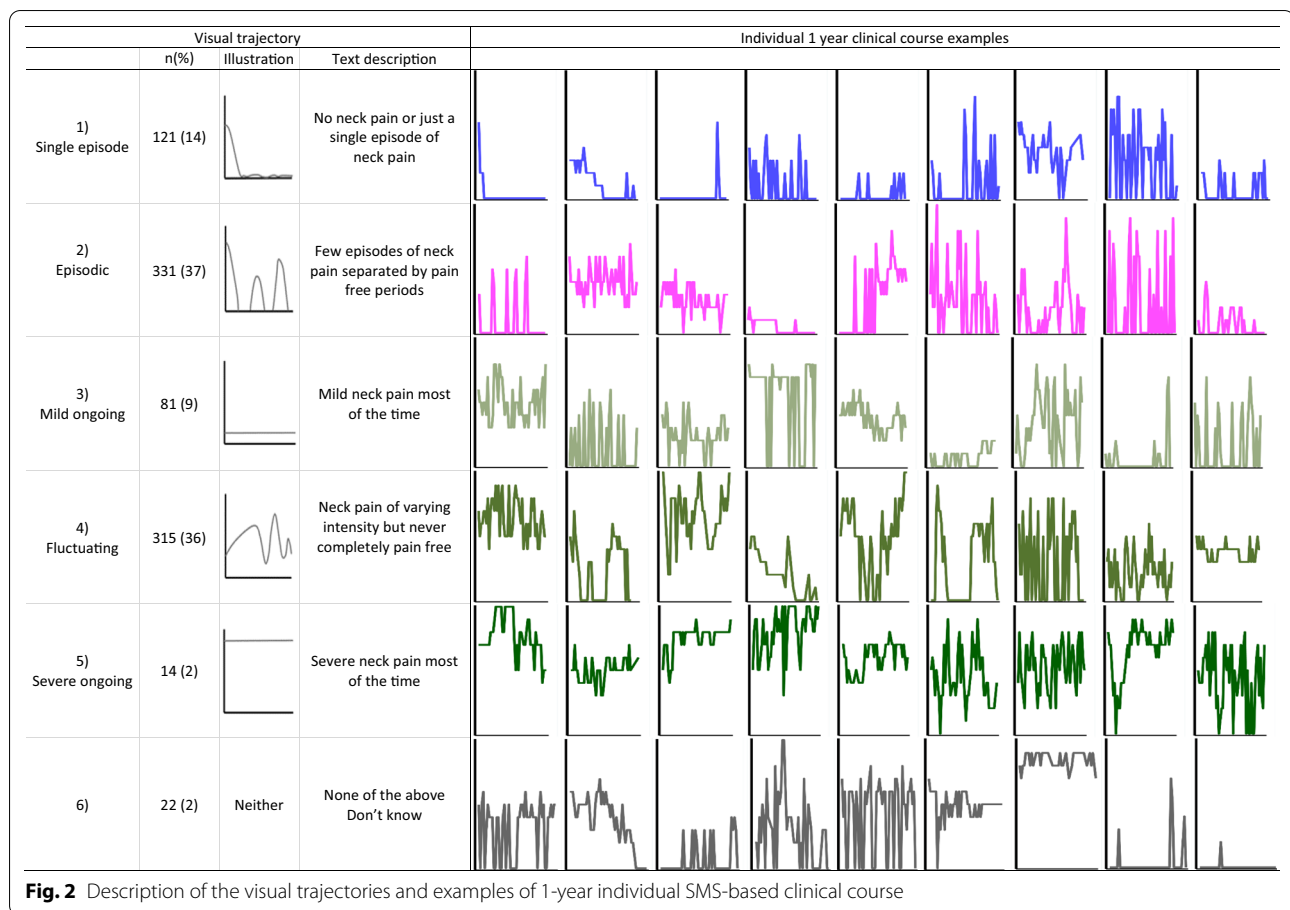 Visual trajectory
Individual 1 year clinical course examples
n(%)
Illustration
Text description
1)
Single episode
121 (14)
No neck pain or just a
single episode of
neck pain
2)
Episodic
331 (37)
Few episodes of neck
pain separated by pain
free periods
3)
Mild ongoing
81 (9)
Mild neck pain most
of the time
4)
Fluctuating
315 (36)
Neck pain of varying
intensity but never
completely pain free
5)
Severe ongoing
14 (2)
Severe neck pain most
of the time
6)
22 (2)
Neither
None of the above
Don't know
Fig. 2 Description of the visual trajectories and examples of 1-year individual SMS-based clinical course